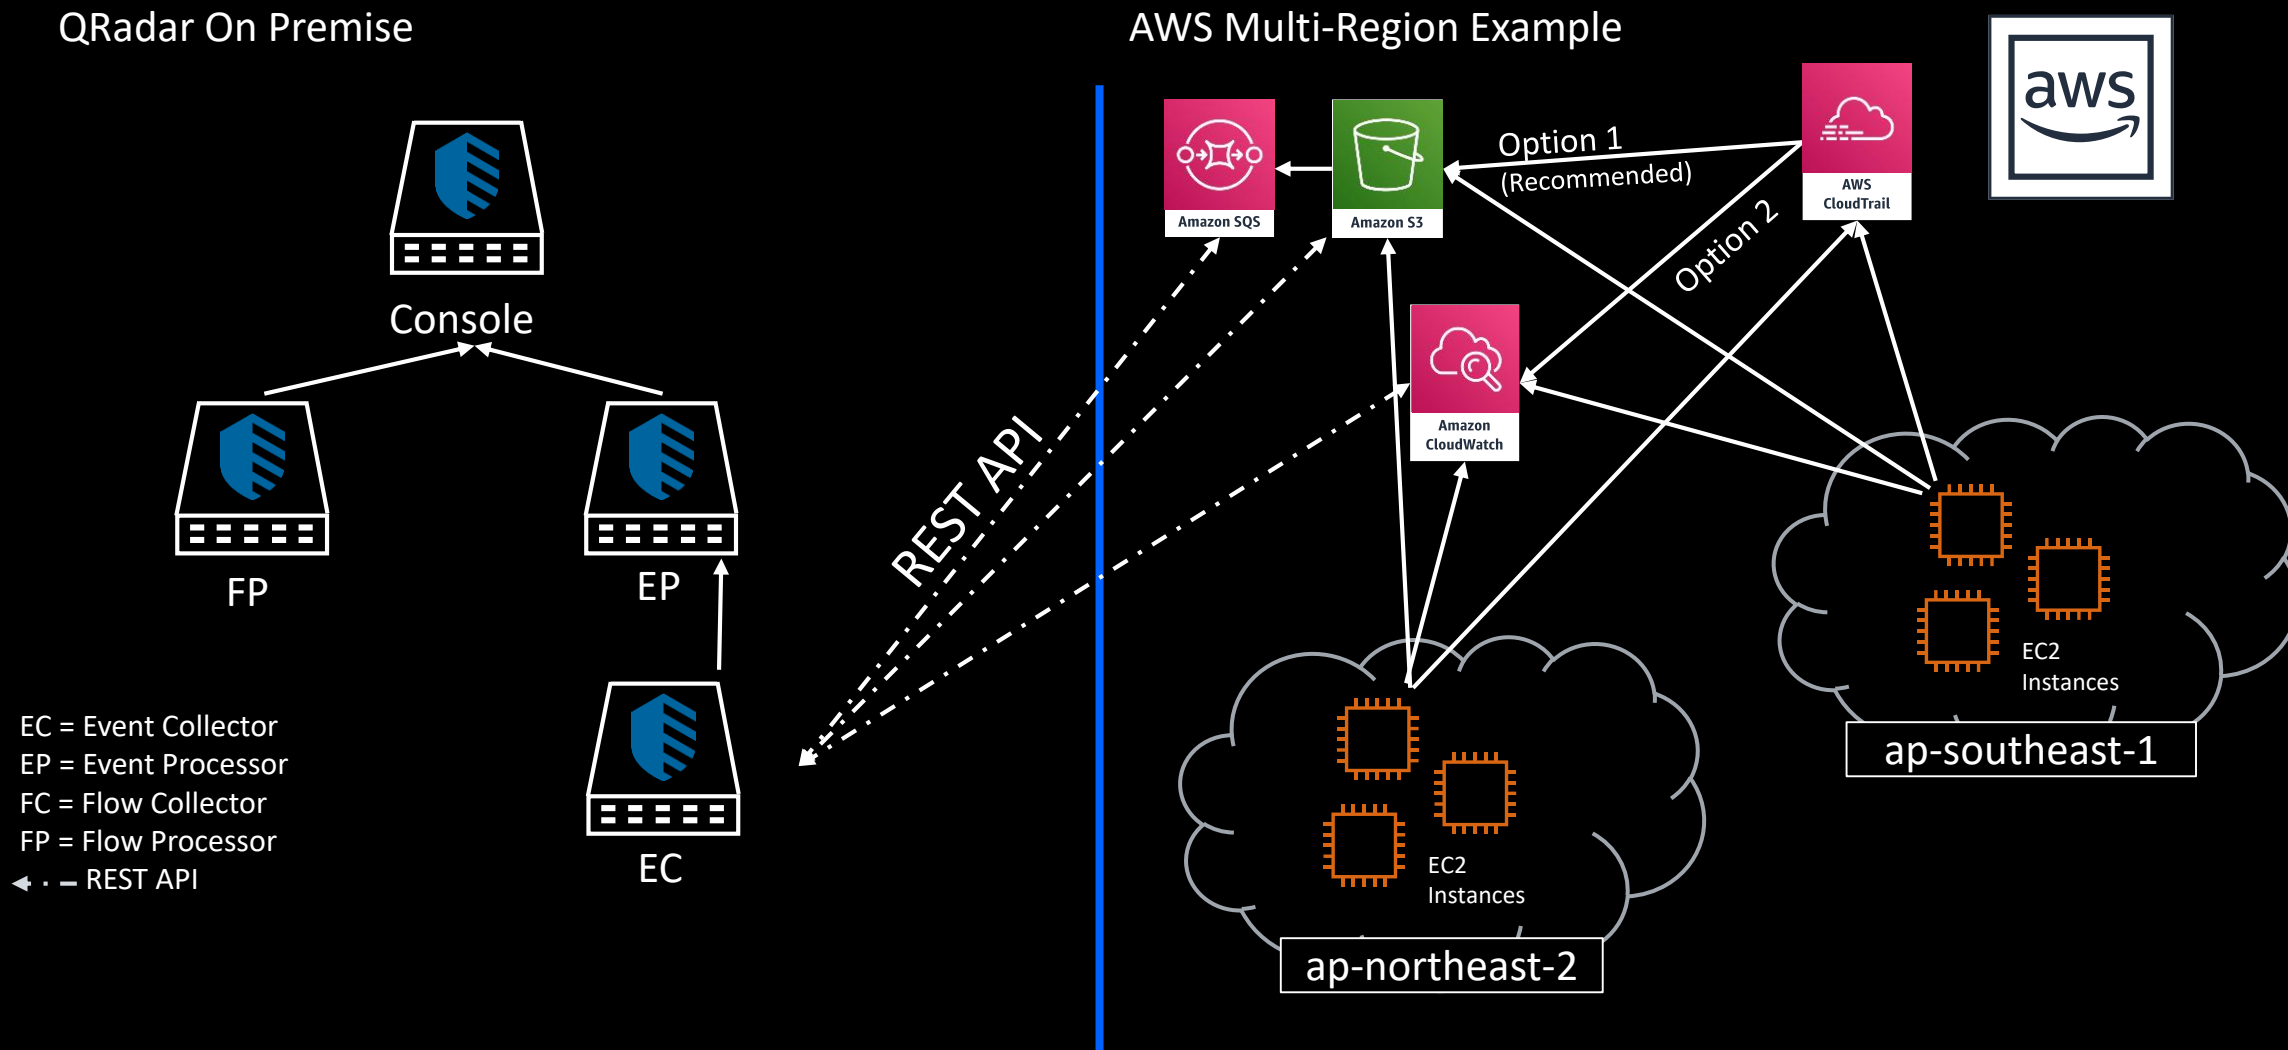 QRadar On Premise
AWS Multi-Region Example
aws
Option 1
(Recommended)
AWS
CloudTrail
Amazon SQS
Amazon S3
Option 2
Console
Amazon
CloudWatch
REST API
FP
EP
EC2
Instances
ap-southeast-1
EC = Event Collector
EP = Event Processor
FC = Flow Collector
FP = Flow Processor
REST API
EC
EC2
Instances
ap-northeast-2